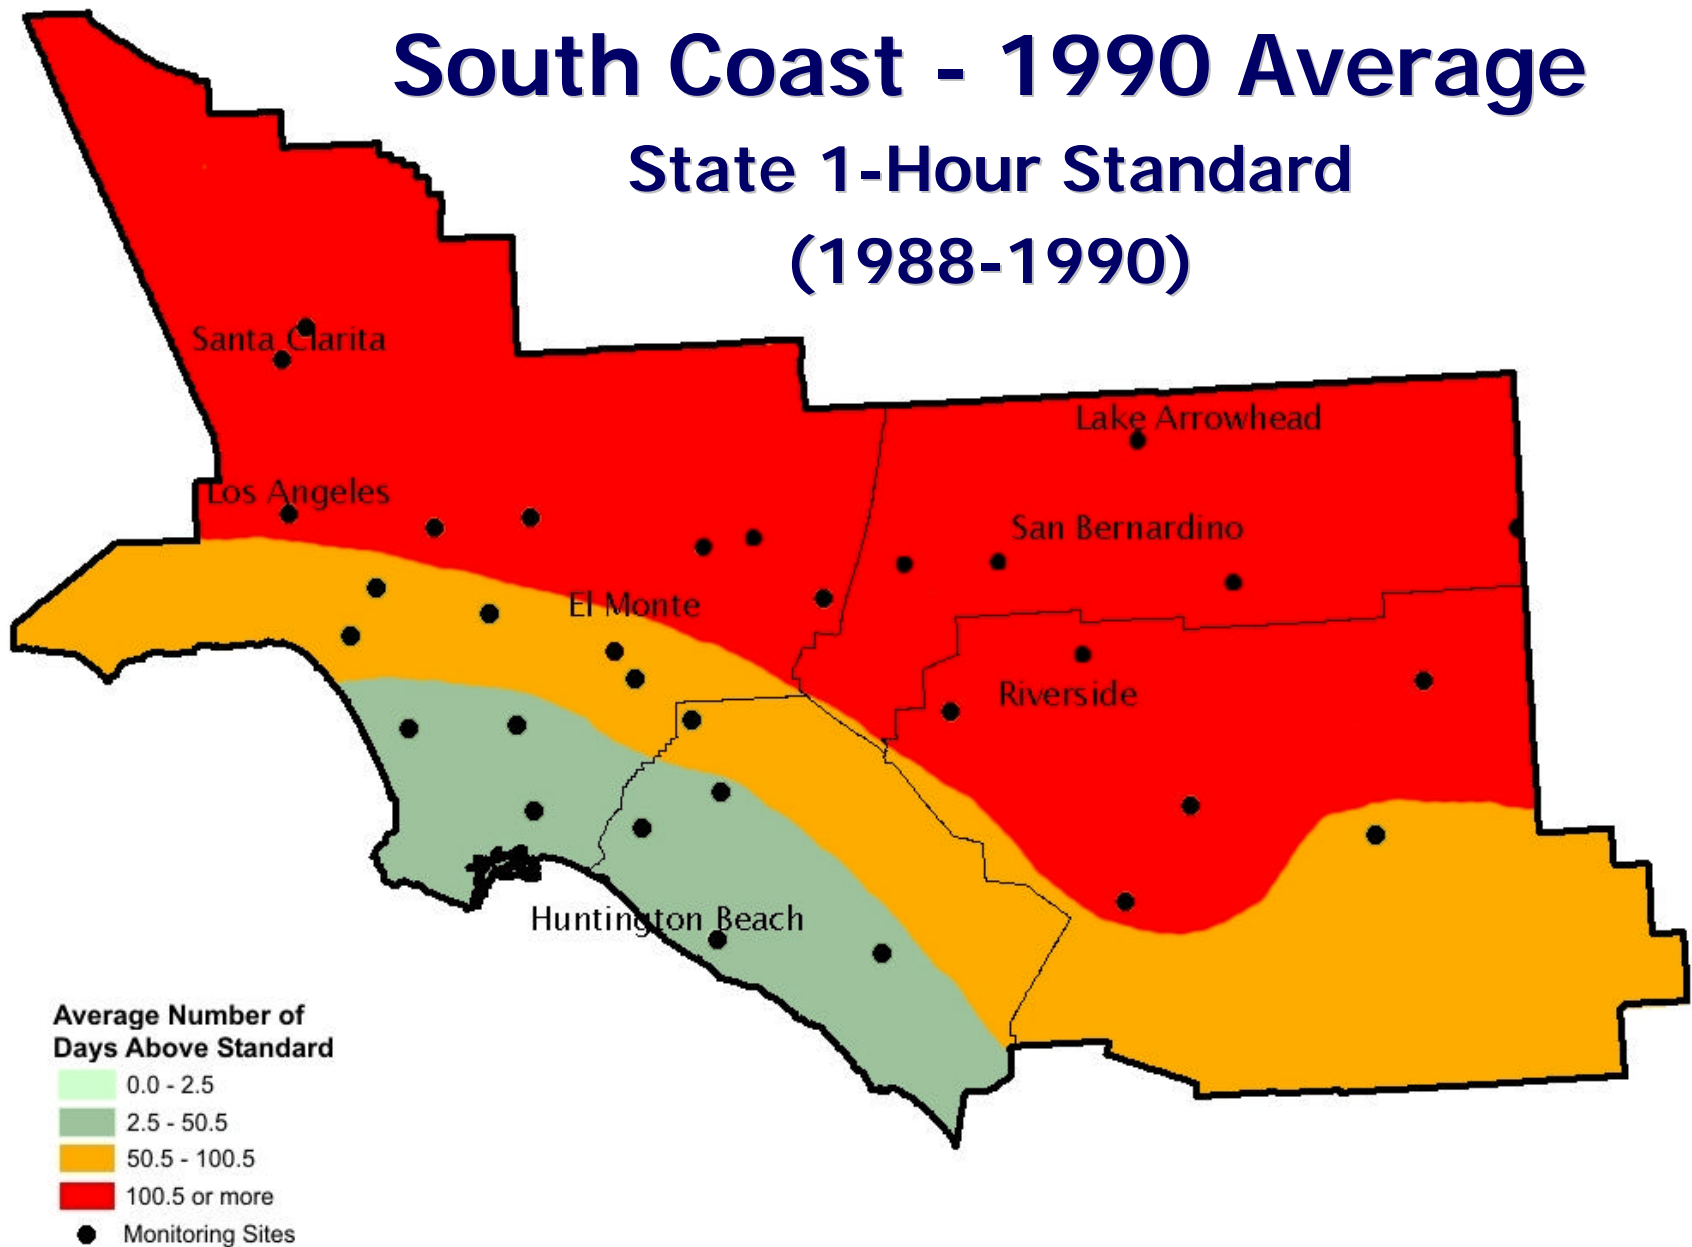 South Coast - 1990 Average
State 1-Hour Standard
(1988-1990)
Santa Clarita
Lake Arrowhead
Los Angeles
San Bernardino
El Monte
Riverside
Huntington Beach
Average Number of
Days Above Standard
0.0 - 2.5
2.5 - 50.5
50.5 - 100.5
100.5 or more
Monitoring Sites